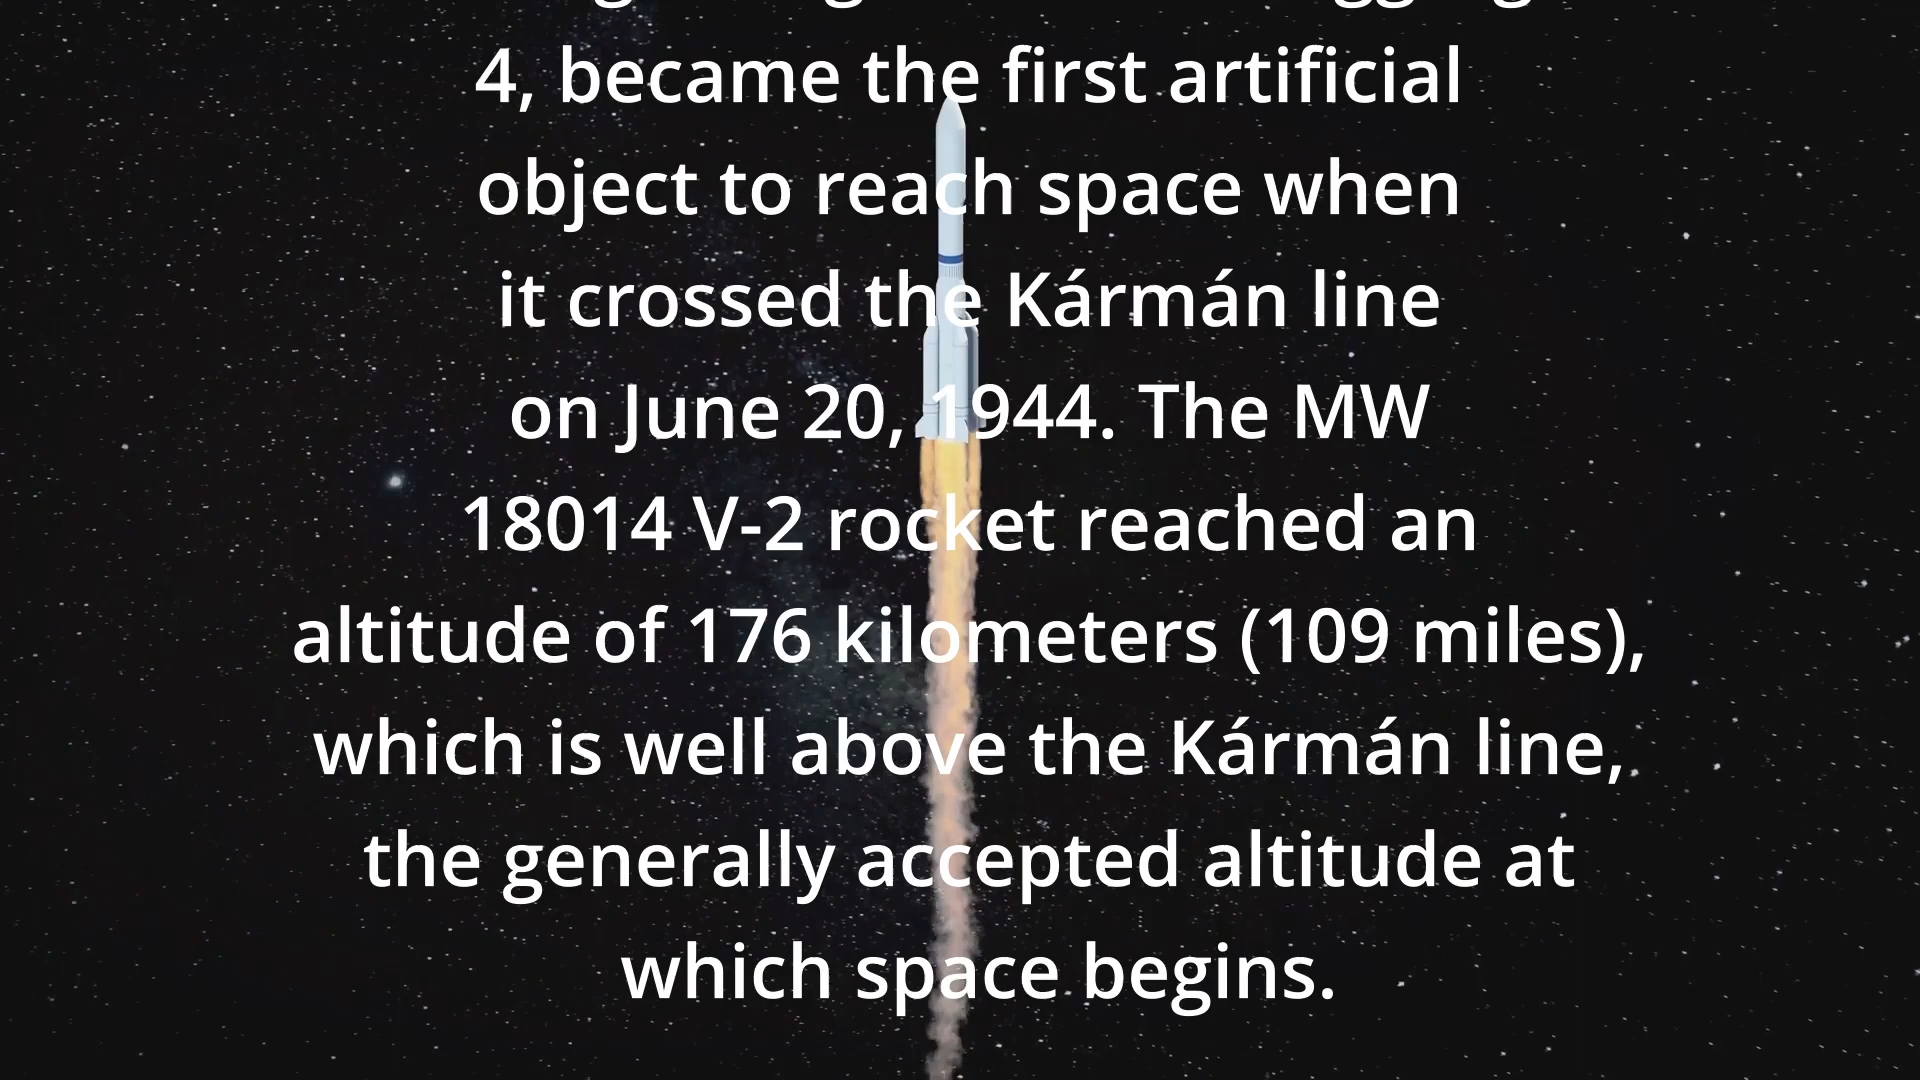 4, became the first artificial
object to reach space when
it crossed the Kármán line
on June 20, 1944. The MW
18014 V-2 rocket reached an
altitude of 176 kilometers (109 miles),
which is well above the Kármán line,
the generally accepted altitude at
which space begins.